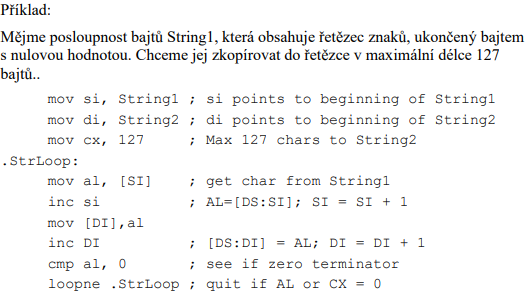 Příklad:
Mějme posloupnost bajtů String1, která obsahuje řetězec znaků, ukončený bajtem
s nulovou hodnotou. Chceme jej zkopírovat do řetězce v maximální délce 127
bajtů..
mov si, String1 ; si points to beginning of String1
mov di, String2 ; di points to beginning of String2
mov cx, 127 ; Max 127 chars to String2
.StrLoop:
mov al, [SI] ; get char from String1
inc si ; AL=[DS:SI]; SI = SI + 1
mov [DI],al
inc DI ; [DS:DI] = AL; DI = DI + 1
cmp al, 0 ; see if zero terminator
loopne .StrLoop ; quit if AL or CX = 0